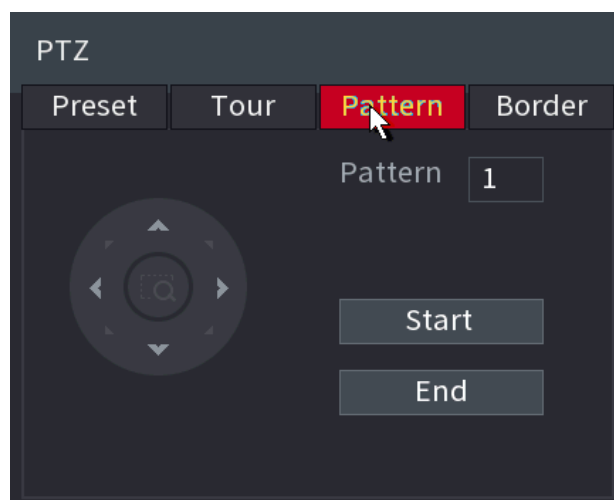 PTZ
Preset Tour Pattern Border
Pattern 1
Start
End